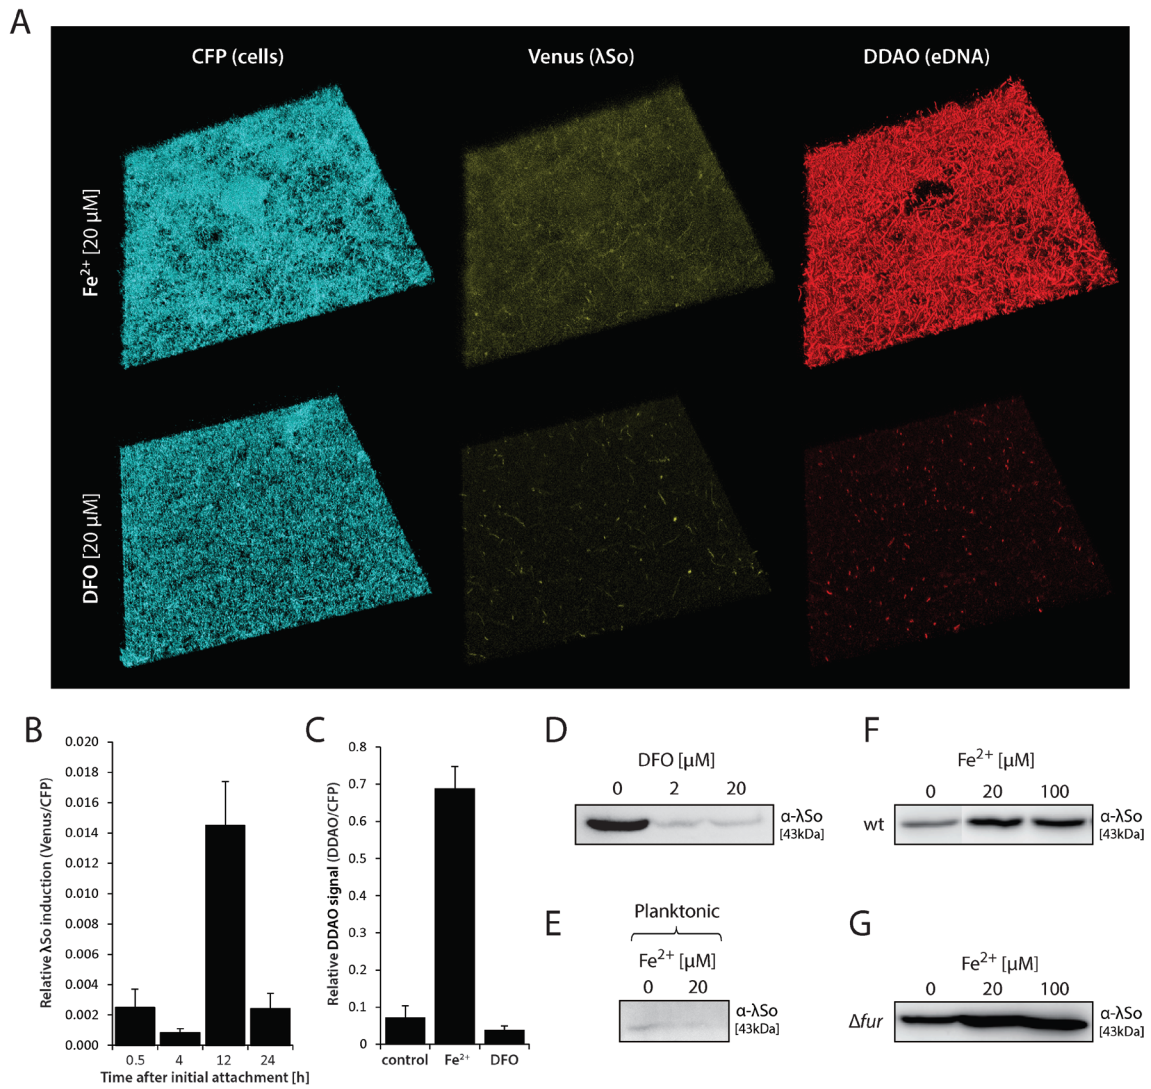 A
CFP (cells)
Venus (λSo)
DDAO (eDNA)
Fe²⁺ [20 µM]
DFO [20 µM]
B
Relative λSo induction (Venus/CFP)
0.020
0.018
0.016
0.014
0.012
0.010
0.008
0.006
0.004
0.002
0.000
0.5 4 12 24
Time after initial attachment [h]
C
Relative DDAO signal (DDAO/CFP)
0.8
0.7
0.6
0.5
0.4
0.3
0.2
0.1
0
control Fe²⁺ DFO
D
DFO [µM]
0 2 20
α-λSo
[43kDa]
E
Planktonic
Fe²⁺ [µM]
0 20
α-λSo
[43kDa]
F
Fe²⁺ [µM]
0 20 100
wt
α-λSo
[43kDa]
G
Fe²⁺ [µM]
0 20 100
Δfur
α-λSo
[43kDa]